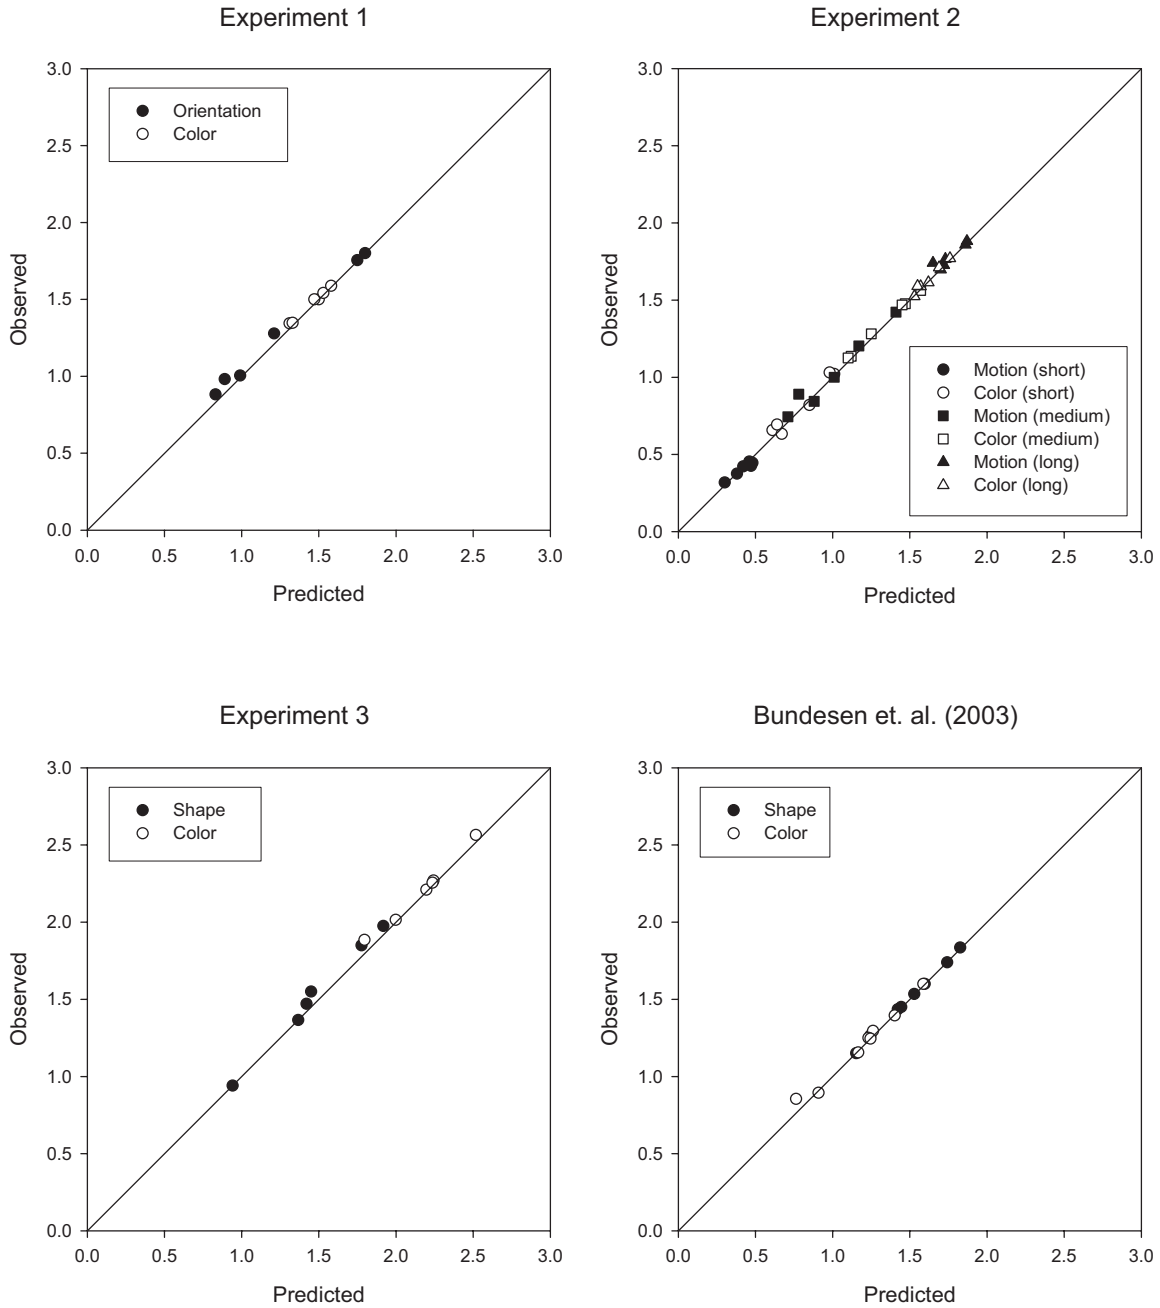 Experiment 1
Experiment 2
3.0
2.5
2.0
1.5
1.0
0.5
0.0
Observed
Orientation
Color
0.0 0.5 1.0 1.5 2.0 2.5 3.0
Predicted
3.0
2.5
2.0
1.5
1.0
0.5
0.0
Observed
Motion (short)
Color (short)
Motion (medium)
Color (medium)
Motion (long)
Color (long)
0.0 0.5 1.0 1.5 2.0 2.5 3.0
Predicted
Experiment 3
Bundesen et. al. (2003)
3.0
2.5
2.0
1.5
1.0
0.5
0.0
Observed
Shape
Color
0.0 0.5 1.0 1.5 2.0 2.5 3.0
Predicted
3.0
2.5
2.0
1.5
1.0
0.5
0.0
Observed
Shape
Color
0.0 0.5 1.0 1.5 2.0 2.5 3.0
Predicted